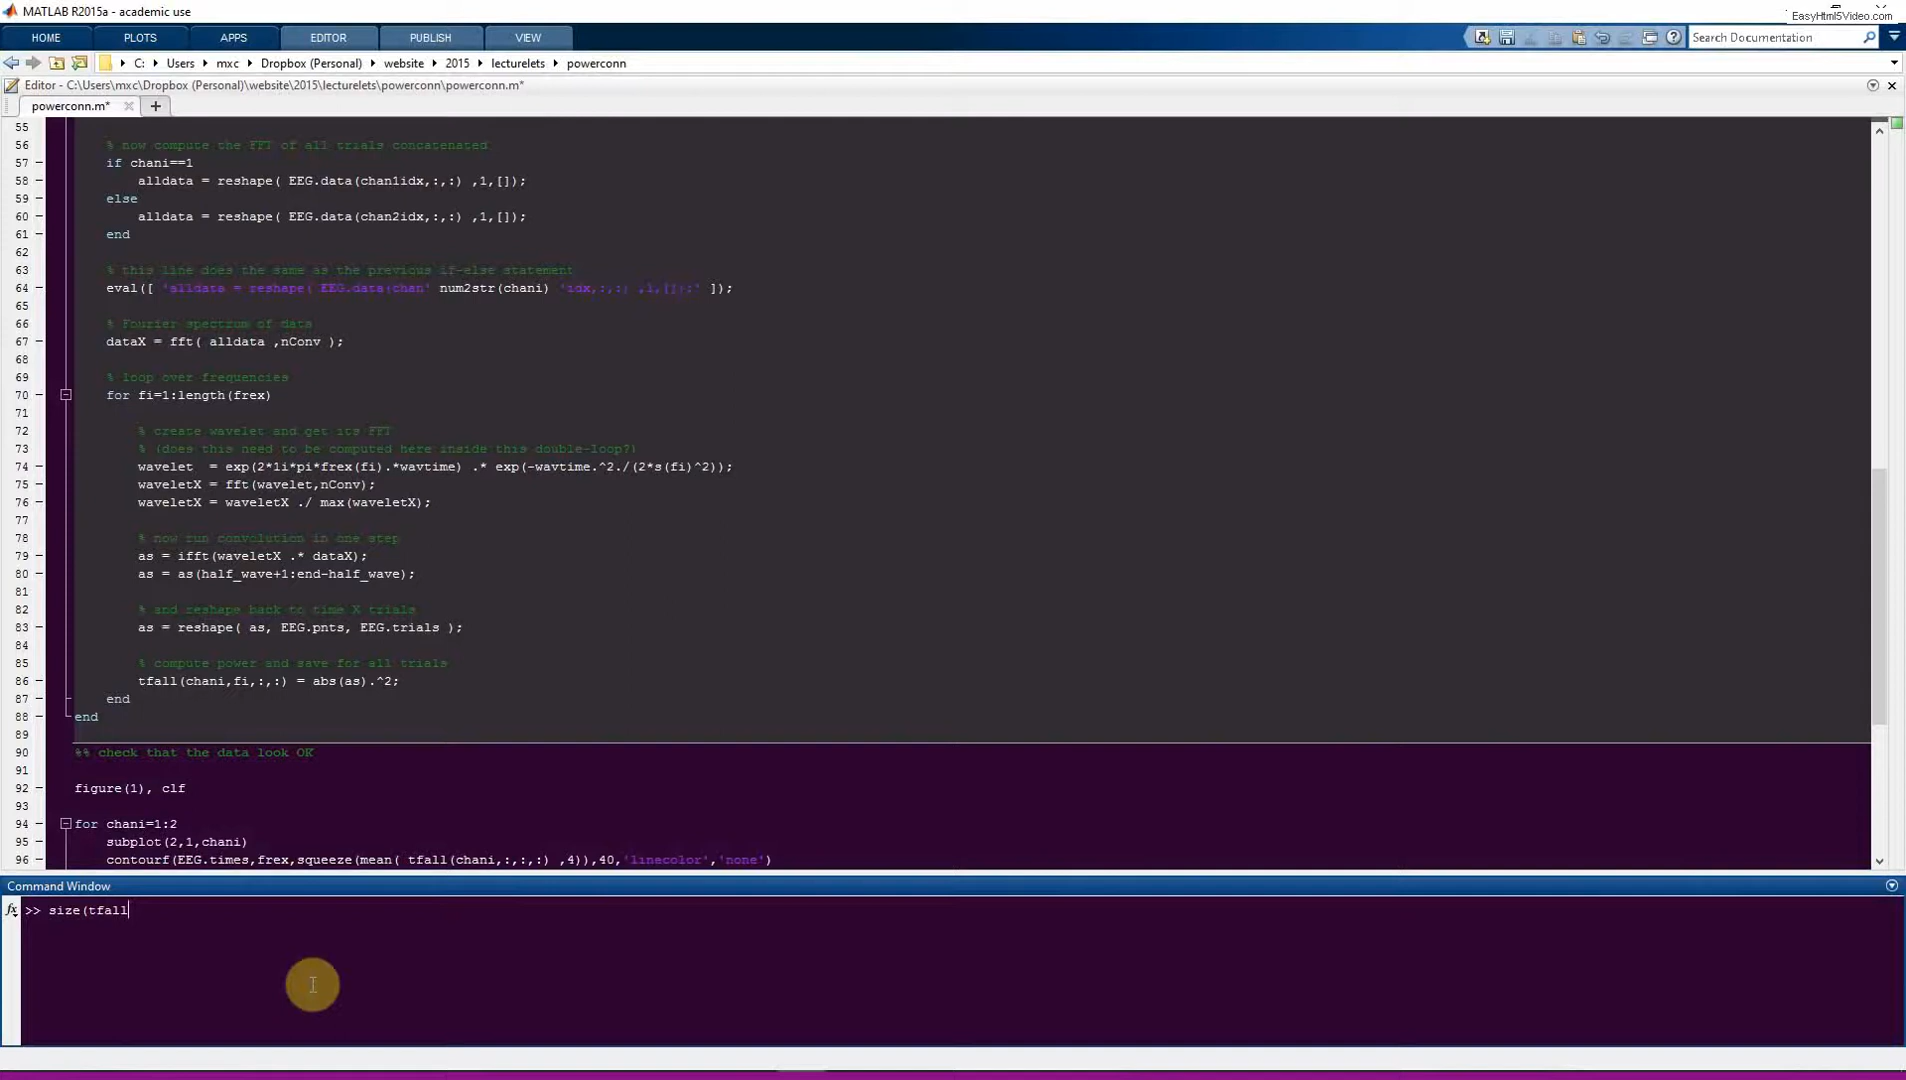 MATLAB R2015a - academic use
EasyHtml5Video.com
HOME PLOTS APPS EDITOR PUBLISH VIEW Search Documentation
C: Users mxc Dropbox (Personal) website 2015 lecturelets powerconn
Editor - C:\Users\mxc\Dropbox (Personal)\website\2015\lecturelets\powerconn\powerconn.m*
powerconn.m*
55
56 % now compute the FFT of all trials concatenated
57 if chani==1
58 alldata = reshape( EEG.data(chan1idx,:,:) ,1,[]);
59 else
60 alldata = reshape( EEG.data(chan2idx,:,:) ,1,[]);
61 end
62
63 % this line does the same as the previous if-else statement
64 eval([ 'alldata = reshape( EEG.data(chan' num2str(chani) 'idx,:,:) ,1,[]);' ]);
65
66 % Fourier spectrum of data
67 dataX = fft( alldata ,nConv );
68
69 % loop over frequencies
70 for fi=1:length(frex)
71
72 % create wavelet and get its FFT
73 % (does this need to be computed here inside this double-loop?)
74 wavelet  = exp(2*1i*pi*frex(fi).*wavtime) .* exp(-wavtime.^2./(2*s(fi)^2));
75 waveletX = fft(wavelet,nConv);
76 waveletX = waveletX ./ max(waveletX);
77
78 % now run convolution in one step
79 as = ifft(waveletX .* dataX);
80 as = as(half_wave+1:end-half_wave);
81
82 % and reshape back to time X trials
83 as = reshape( as, EEG.pnts, EEG.trials );
84
85 % compute power and save for all trials
86 tfall(chani,fi,:,:) = abs(as).^2;
87 end
88 end
89
90 %% check that the data look OK
91
92 figure(1), clf
93
94 for chani=1:2
95 subplot(2,1,chani)
96 contourf(EEG.times,frex,squeeze(mean( tfall(chani,:,:,:) ,4)),40,'linecolor','none')
Command Window
fx >> size(tfall